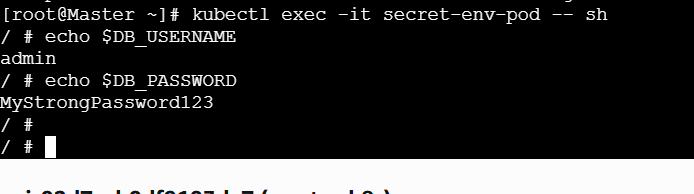 [root@Master ~]# kubectl exec -it secret-env-pod -- sh
/ # echo $DB_USERNAME
admin
/ # echo $DB_PASSWORD
MyStrongPassword123
/ #
/ #